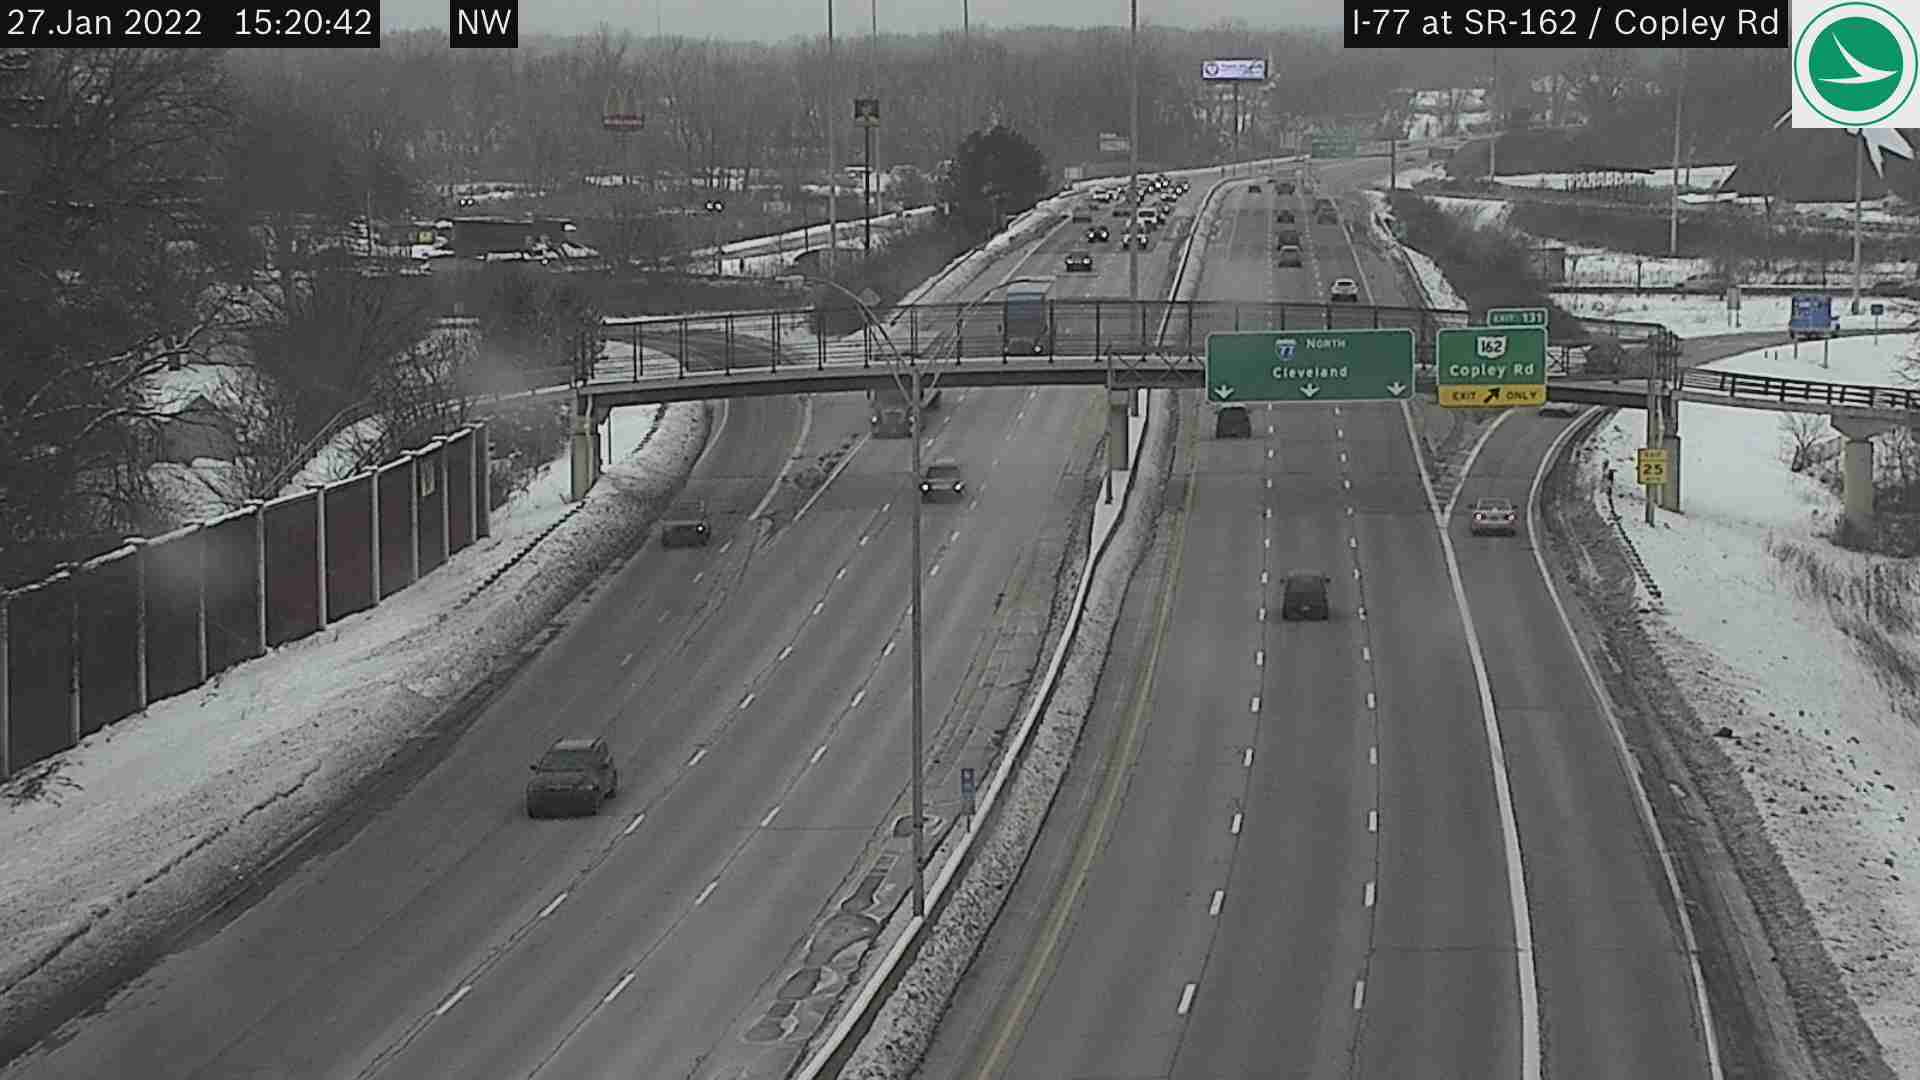 27.Jan 2022 15:20:42 NW I-77 at SR-162 / Copley Rd
EXIT 131
77 NORTH
Cleveland
162
Copley Rd
EXIT ONLY
EXIT
25